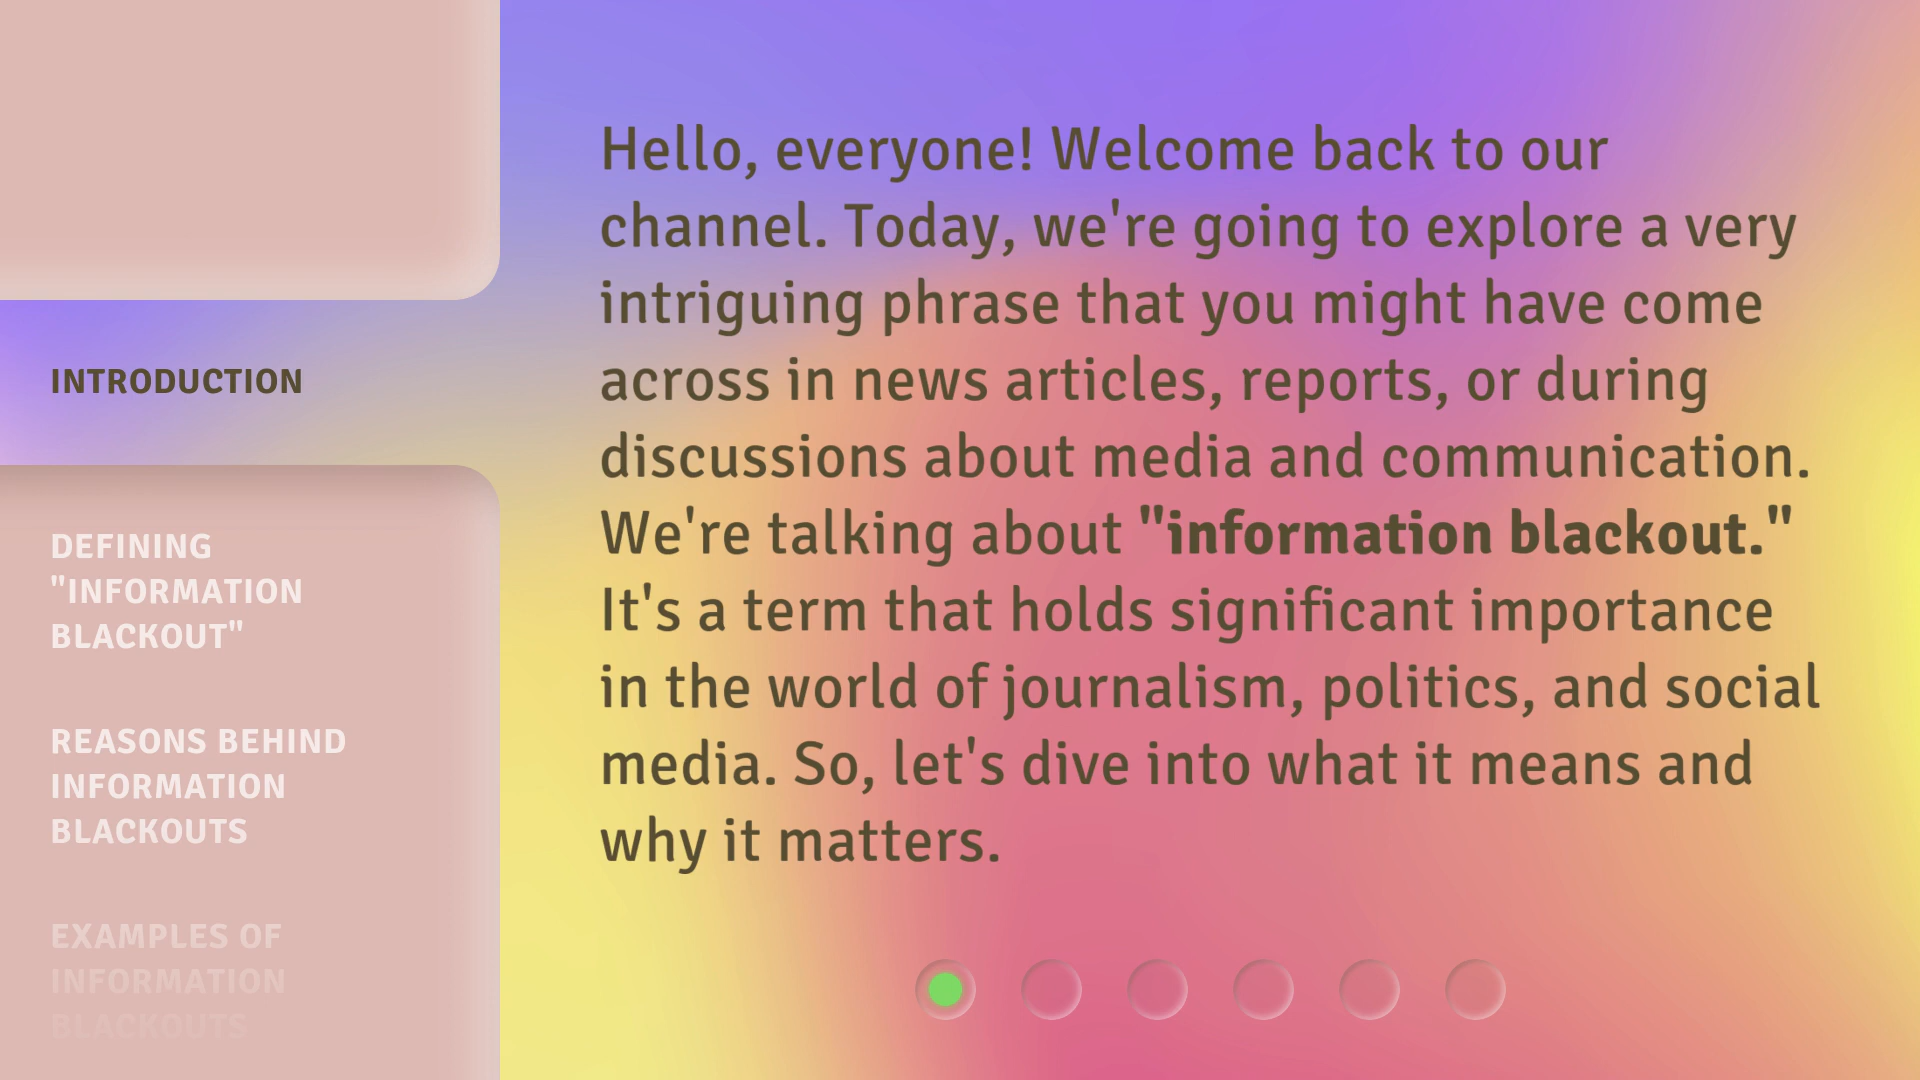 INTRODUCTION
DEFINING
"INFORMATION
BLACKOUT"
REASONS BEHIND
INFORMATION
BLACKOUTS
EXAMPLES OF
INFORMATION
BLACKOUTS
Hello, everyone! Welcome back to our
channel. Today, we're going to explore a very
intriguing phrase that you might have come
across in news articles, reports, or during
discussions about media and communication.
We're talking about "information blackout."
It's a term that holds significant importance
in the world of journalism, politics, and social
media. So, let's dive into what it means and
why it matters.